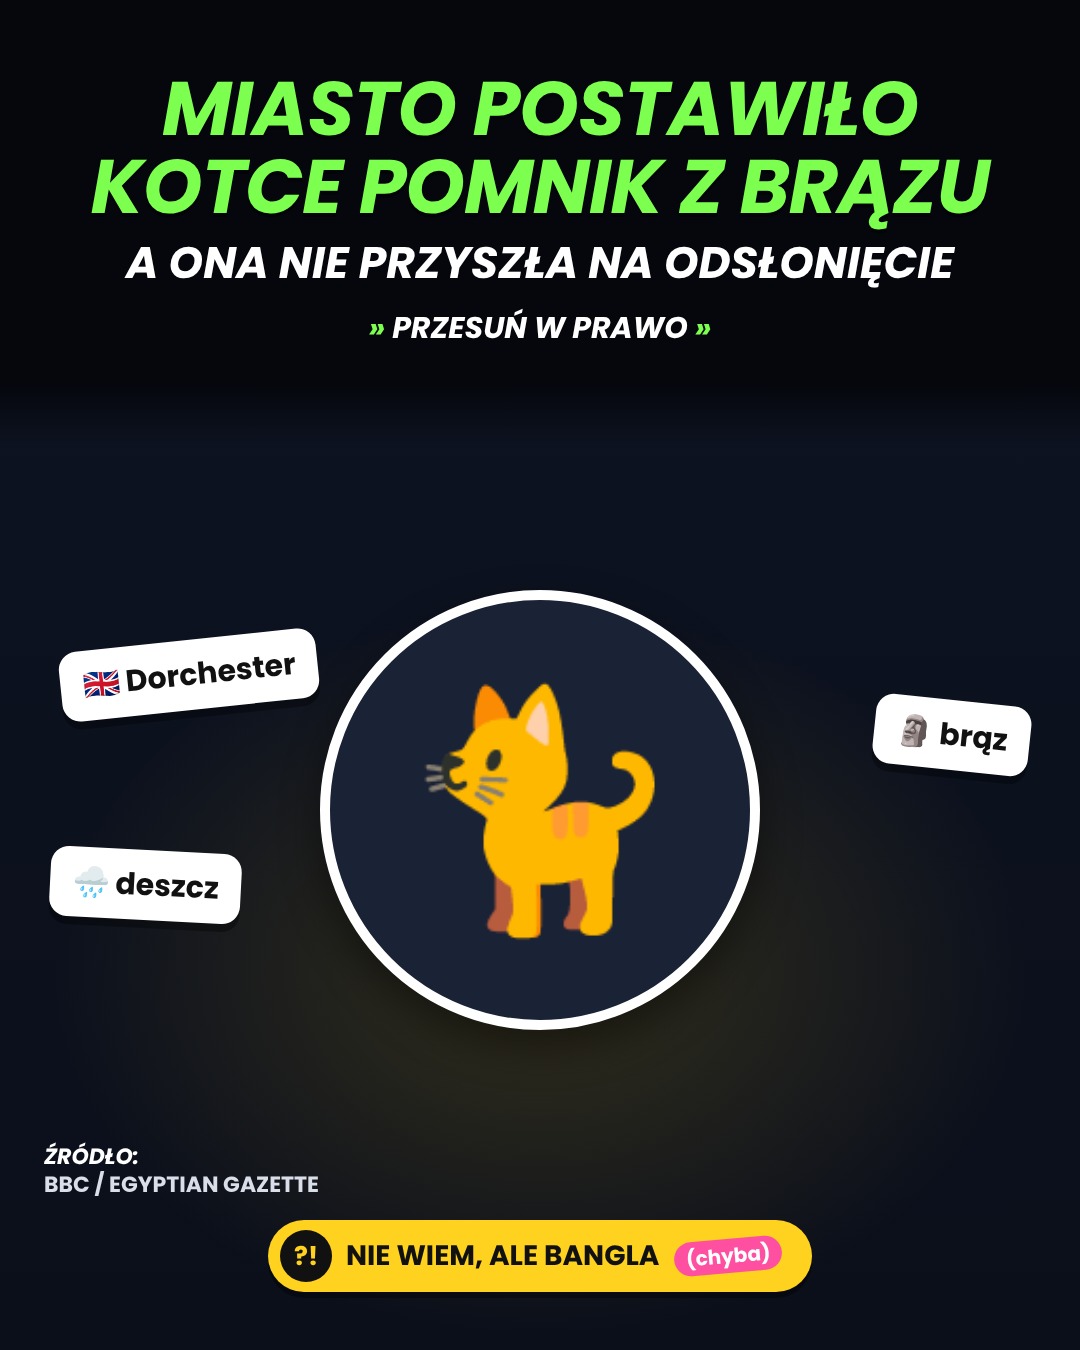 MIASTO POSTAWIŁO
KOTCE POMNIK Z BRĄZU
A ONA NIE PRZYSZŁA NA ODSŁONIĘCIE
» PRZESUŃ W PRAWO »
🇬🇧 Dorchester
🗿 brąz
🌧️ deszcz
ŹRÓDŁO:
BBC / EGYPTIAN GAZETTE
?! NIE WIEM, ALE BANGLA (chyba)